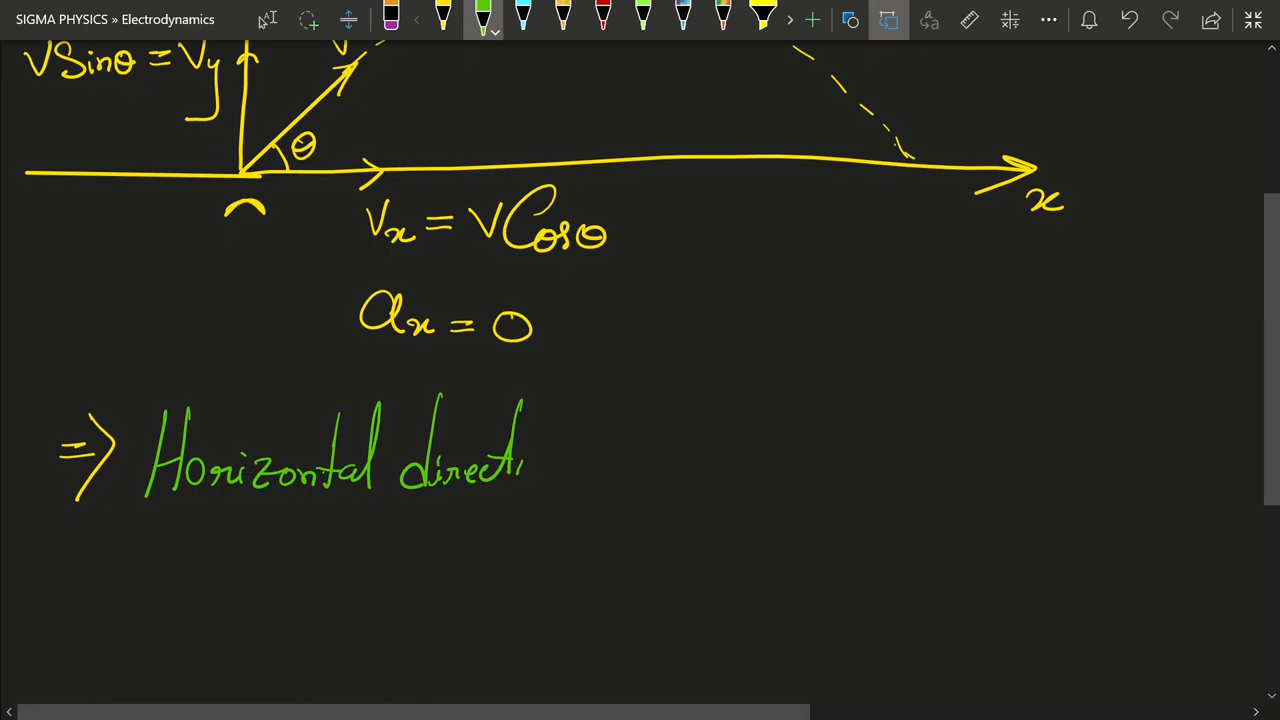 SIGMA PHYSICS » Electrodynamics
VSinθ = Vy
V
θ
x
Vx = VCosθ
ax = 0
=> Horizontal directi